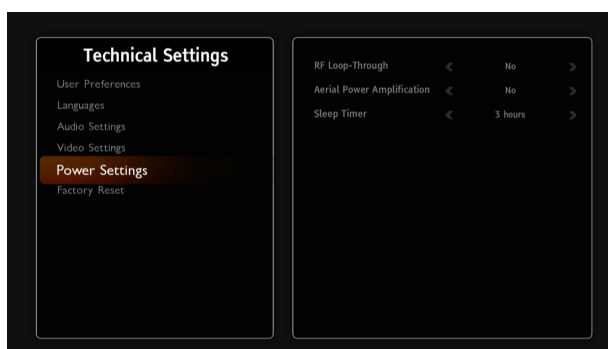 Technical Settings
User Preferences
Languages
Audio Settings
Video Settings
Power Settings
Factory Reset
RF Loop-Through No
Aerial Power Amplification No
Sleep Timer 3 hours